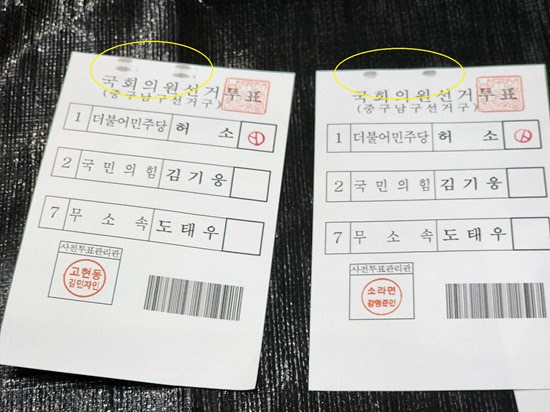 국회의원선거투표
(중구남구선거구)
1 더불어민주당 허 소
2 국민의힘 김기웅
7 무소속 도태우
사전투표관리관
고현동
김민자인
국회의원선거투표
(중구남구선거구)
1 더불어민주당 허 소
2 국민의힘 김기웅
7 무소속 도태우
사전투표관리관
소라면